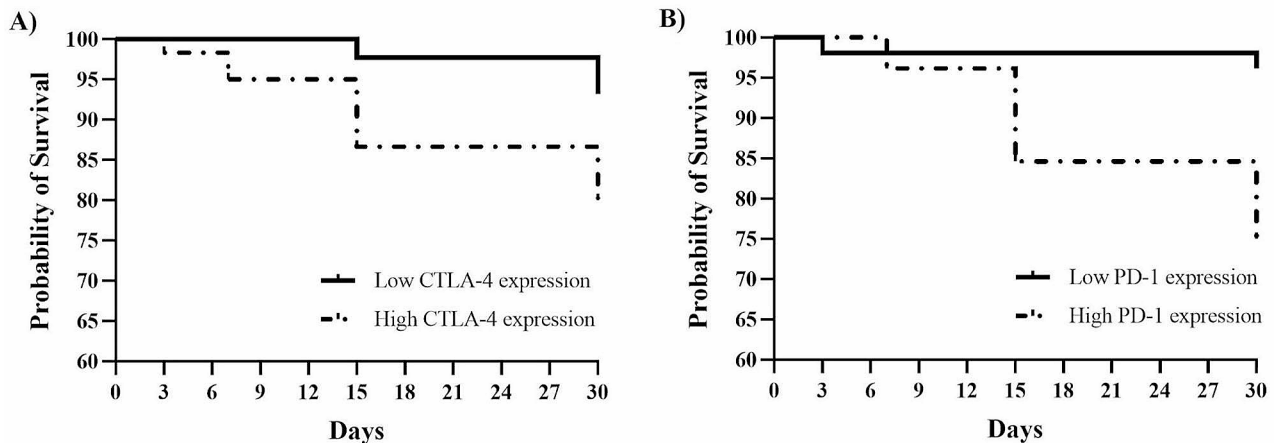 A)
Probability of Survival
100
95
90
85
80
75
70
65
60
Low CTLA-4 expression
High CTLA-4 expression
0 3 6 9 12 15 18 21 24 27 30
Days
B)
Probability of Survival
100
95
90
85
80
75
70
65
60
Low PD-1 expression
High PD-1 expression
0 3 6 9 12 15 18 21 24 27 30
Days